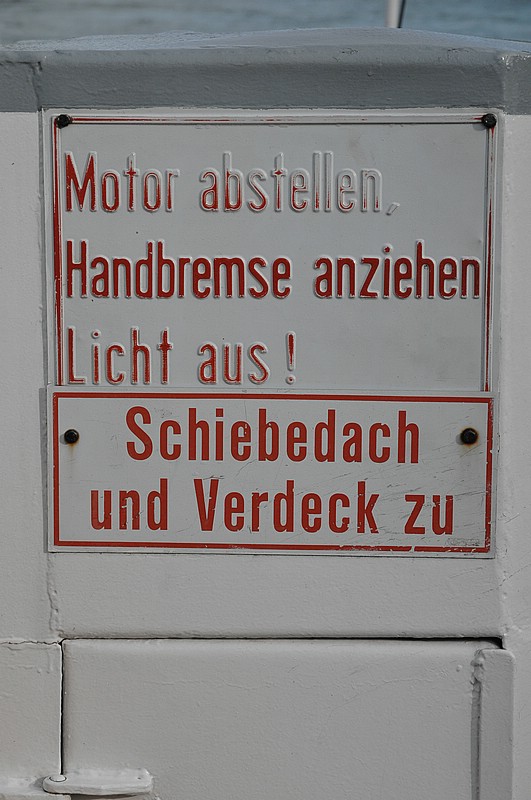 Motor abstellen,
Handbremse anziehen
Licht aus!
Schiebedach
und Verdeck zu